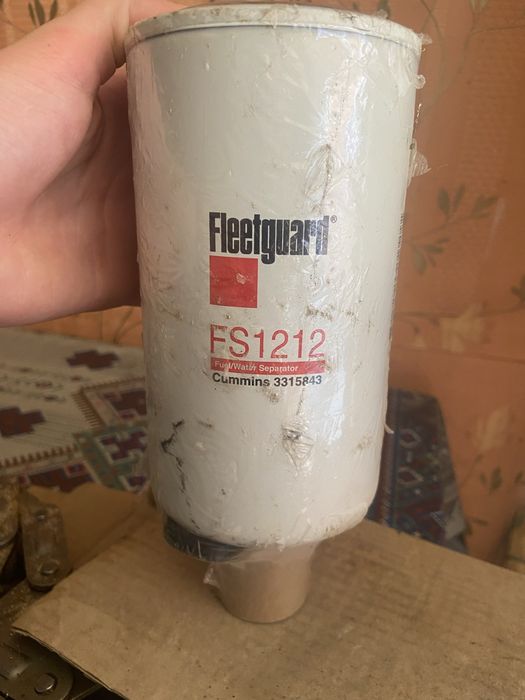 Fleetguard®
FS1212
Fuel/Water Separator
Cummins 3315843